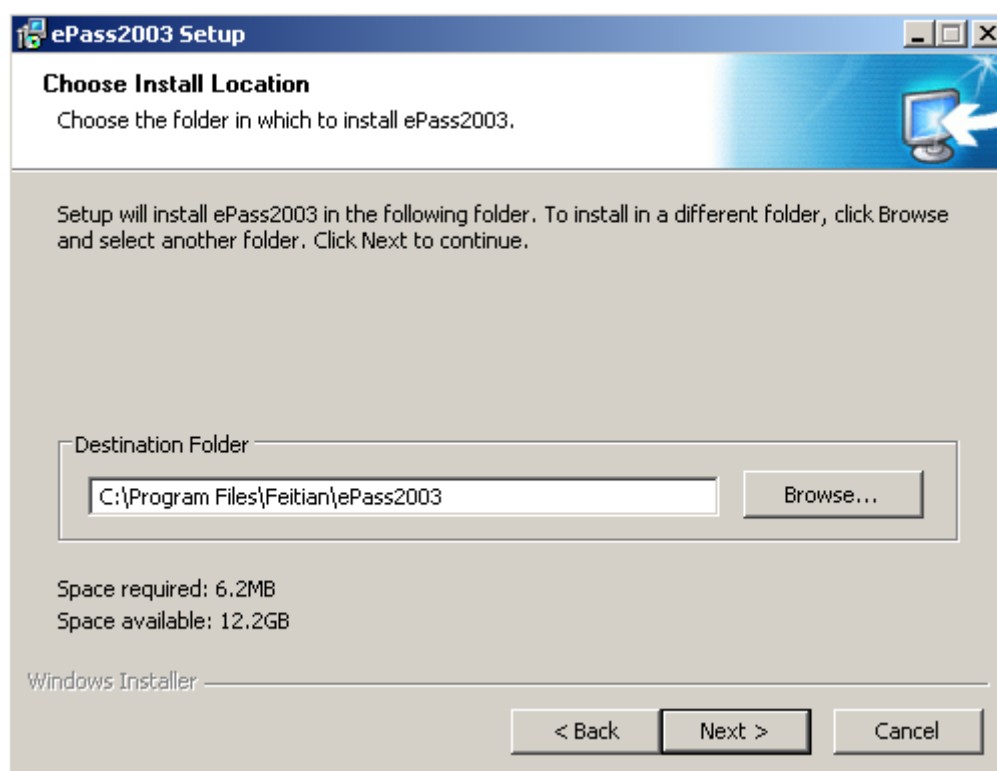 ePass2003 Setup
Choose Install Location
Choose the folder in which to install ePass2003.
Setup will install ePass2003 in the following folder. To install in a different folder, click Browse
and select another folder. Click Next to continue.
Destination Folder
C:\Program Files\Feitian\ePass2003
Browse...
Space required: 6.2MB
Space available: 12.2GB
Windows Installer
< Back
Next >
Cancel